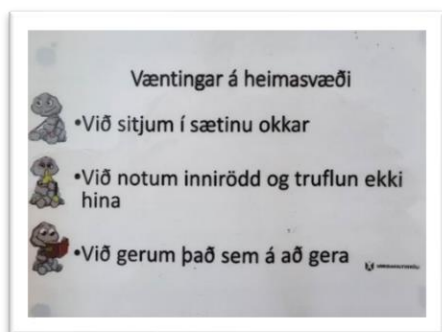 Væntingar á heimasvæði
•Við sitjum í sætinu okkar
•Við notum innirödd og truflun ekki
hina
•Við gerum það sem á að gera